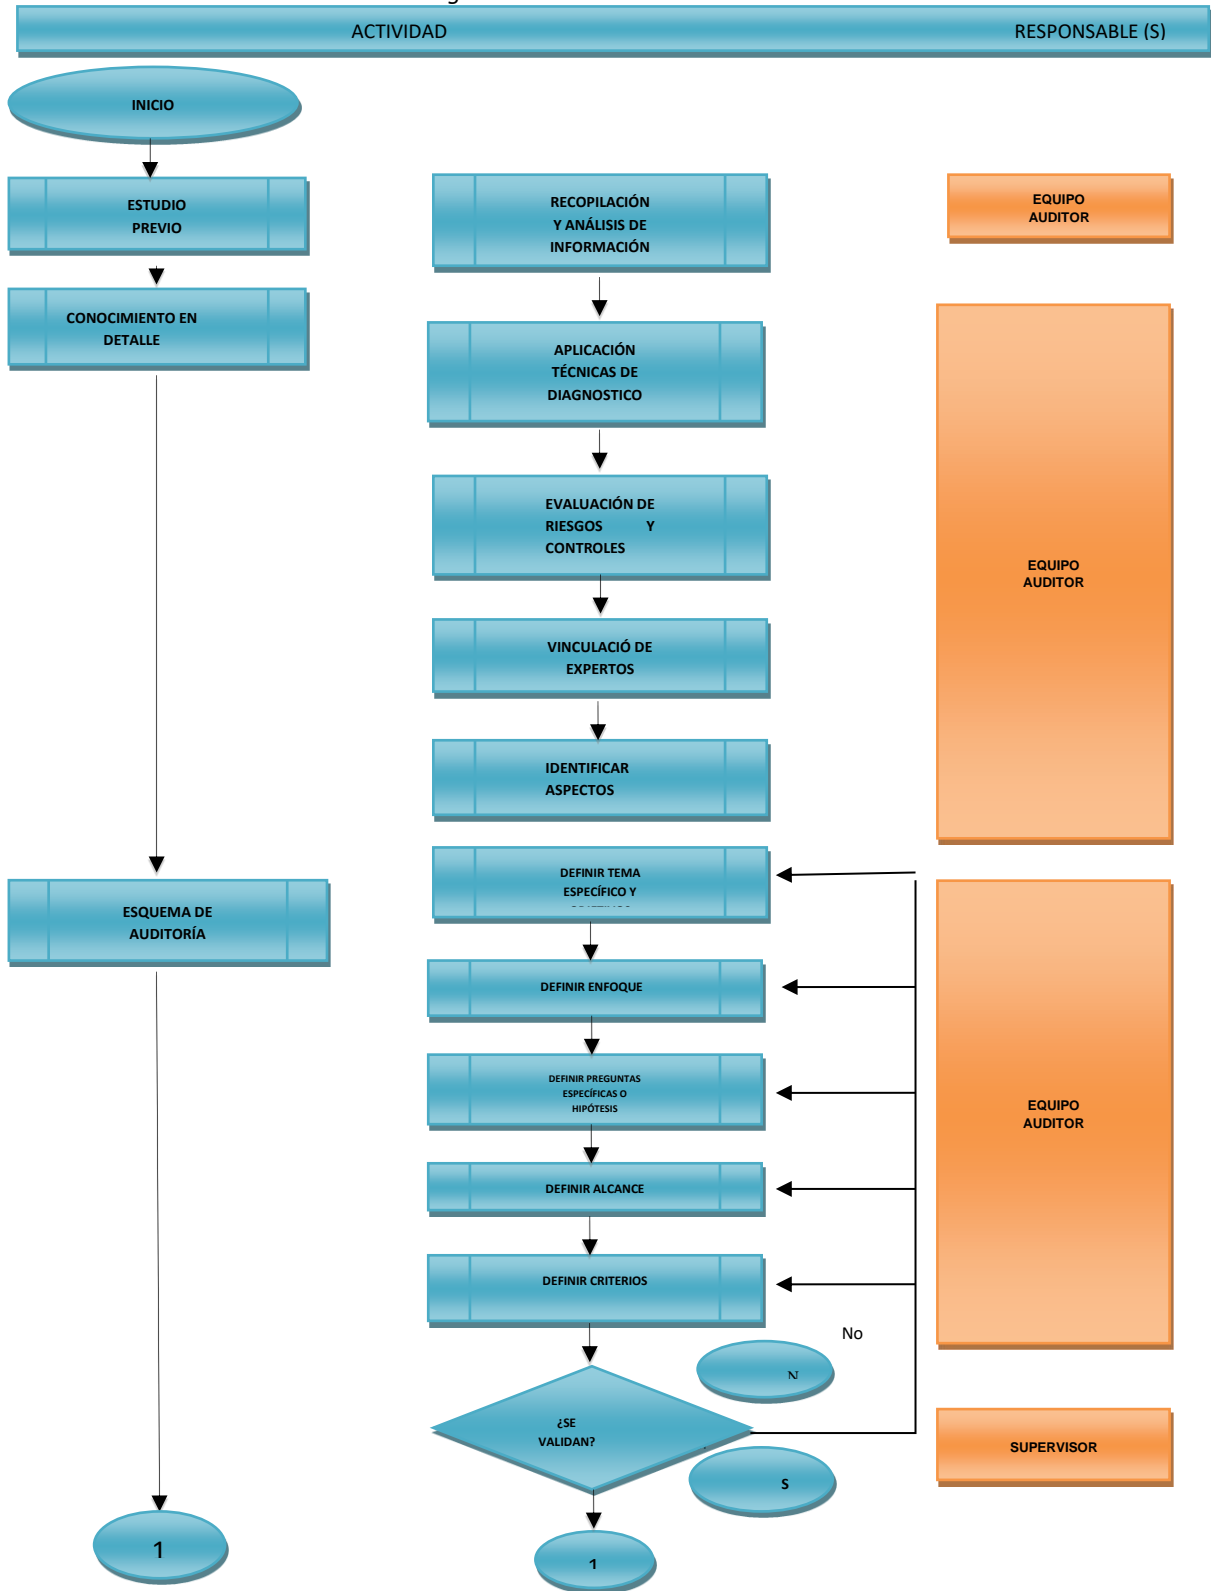 ACTIVIDAD
RESPONSABLE (S)
INICIO
ESTUDIO
PREVIO
RECOPILACIÓN
Y ANÁLISIS DE
INFORMACIÓN
EQUIPO
AUDITOR
CONOCIMIENTO EN
DETALLE
APLICACIÓN
TÉCNICAS DE
DIAGNOSTICO
EVALUACIÓN DE
RIESGOS Y
CONTROLES
EQUIPO
AUDITOR
VINCULACIÓ DE
EXPERTOS
IDENTIFICAR
ASPECTOS
ESQUEMA DE
AUDITORÍA
DEFINIR TEMA
ESPECÍFICO Y
DEFINIR ENFOQUE
DEFINIR PREGUNTAS
ESPECÍFICAS O
HIPÓTESIS
EQUIPO
AUDITOR
DEFINIR ALCANCE
DEFINIR CRITERIOS
No
N
¿SE
VALIDAN?
S
SUPERVISOR
1
1